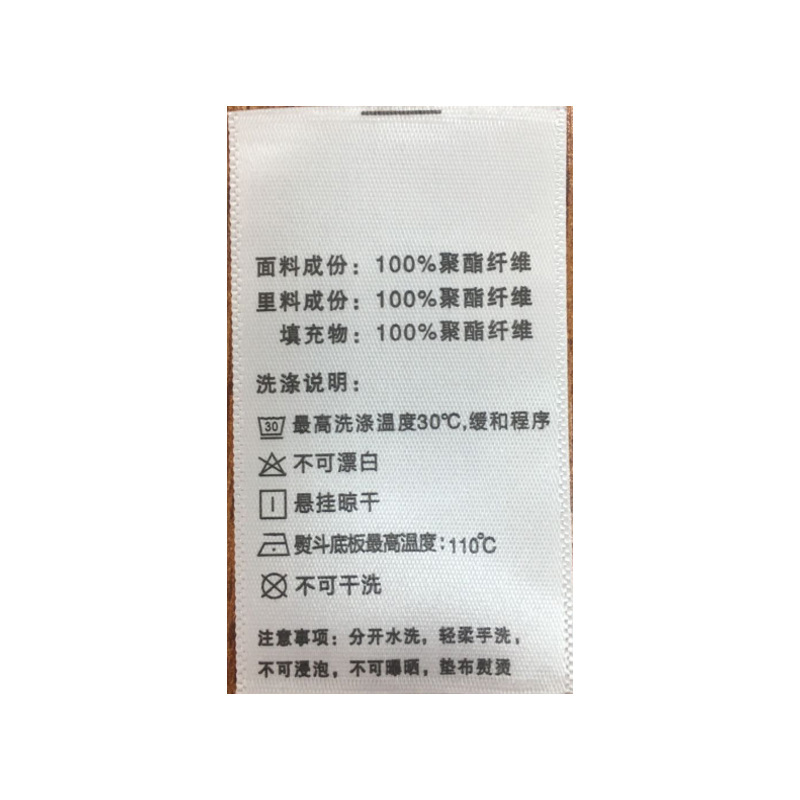 面料成份：100%聚酯纤维
里料成份：100%聚酯纤维
填充物：100%聚酯纤维
洗涤说明：
30 最高洗涤温度30℃,缓和程序
不可漂白
悬挂晾干
熨斗底板最高温度：110℃
不可干洗
注意事项：分开水洗，轻柔手洗，
不可浸泡，不可曝晒，垫布熨烫